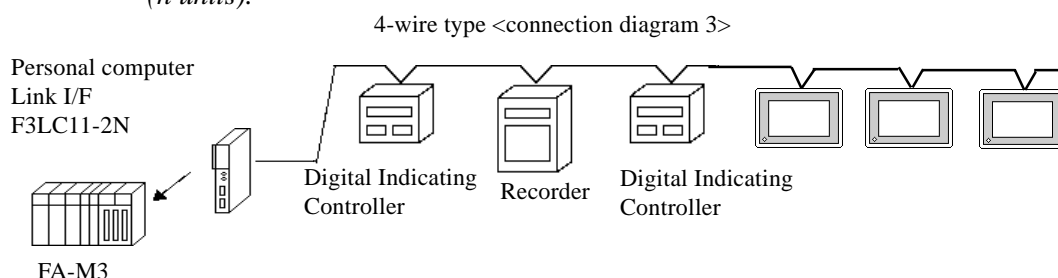 (n units).
4-wire type <connection diagram 3>
Personal computer
Link I/F
F3LC11-2N
Digital Indicating
Controller
Recorder
Digital Indicating
Controller
FA-M3